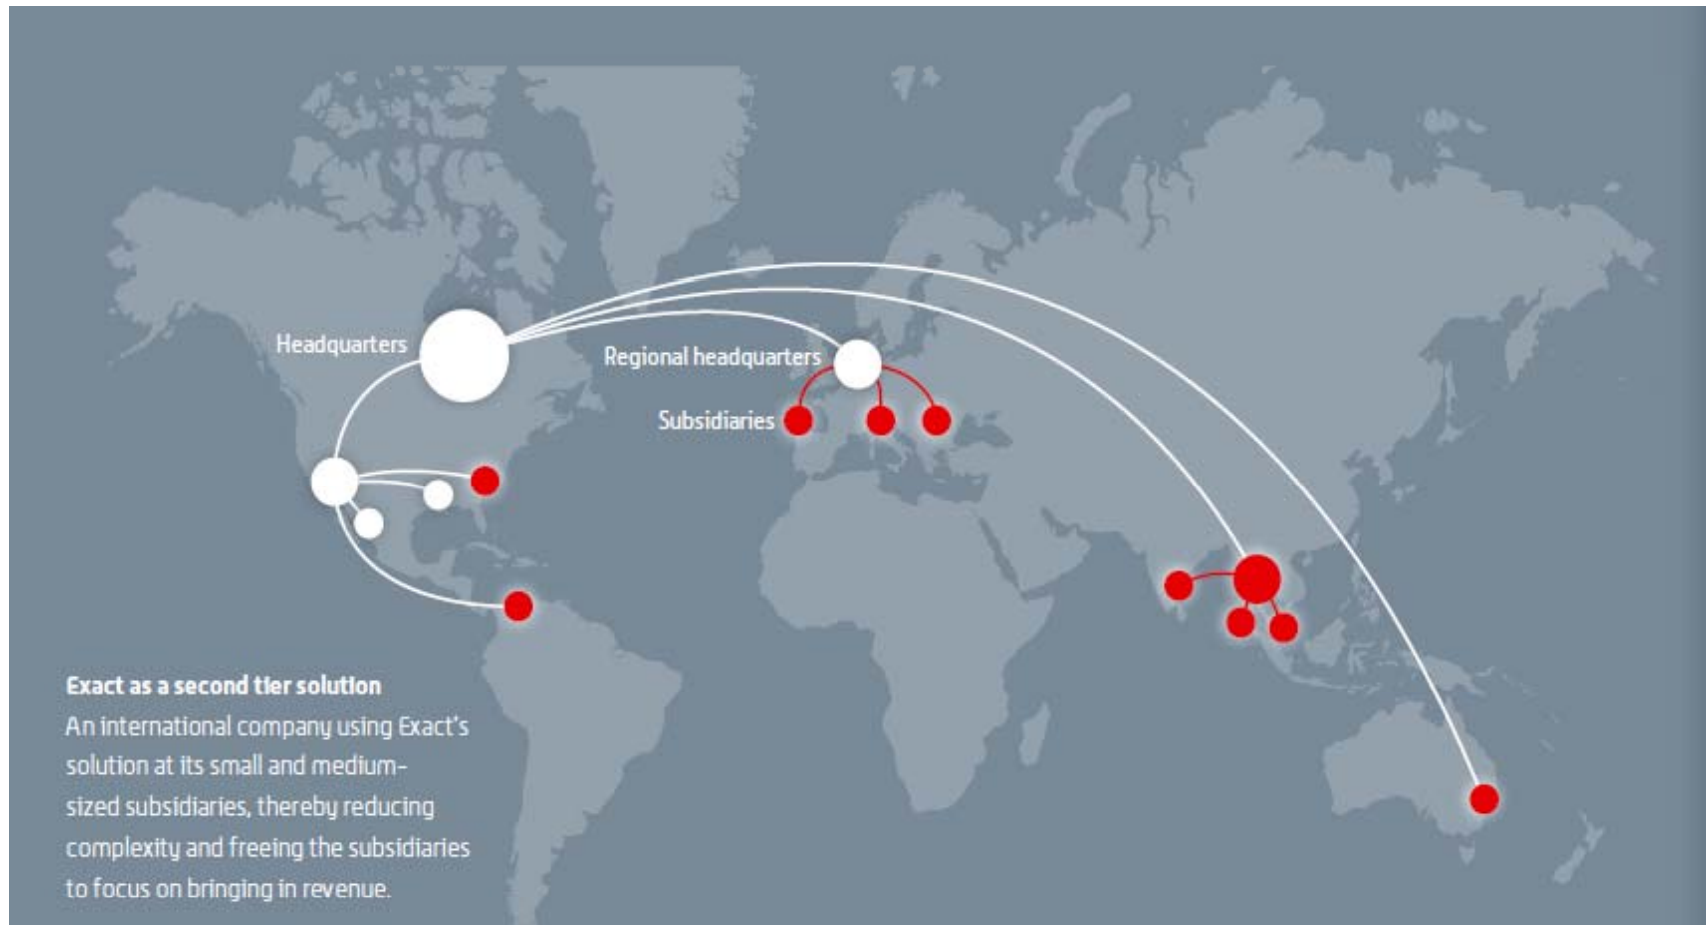 Headquarters
Regional headquarters
Subsidiaries
Exact as a second tier solution
An international company using Exact's
solution at its small and medium-
sized subsidiaries, thereby reducing
complexity and freeing the subsidiaries
to focus on bringing in revenue.